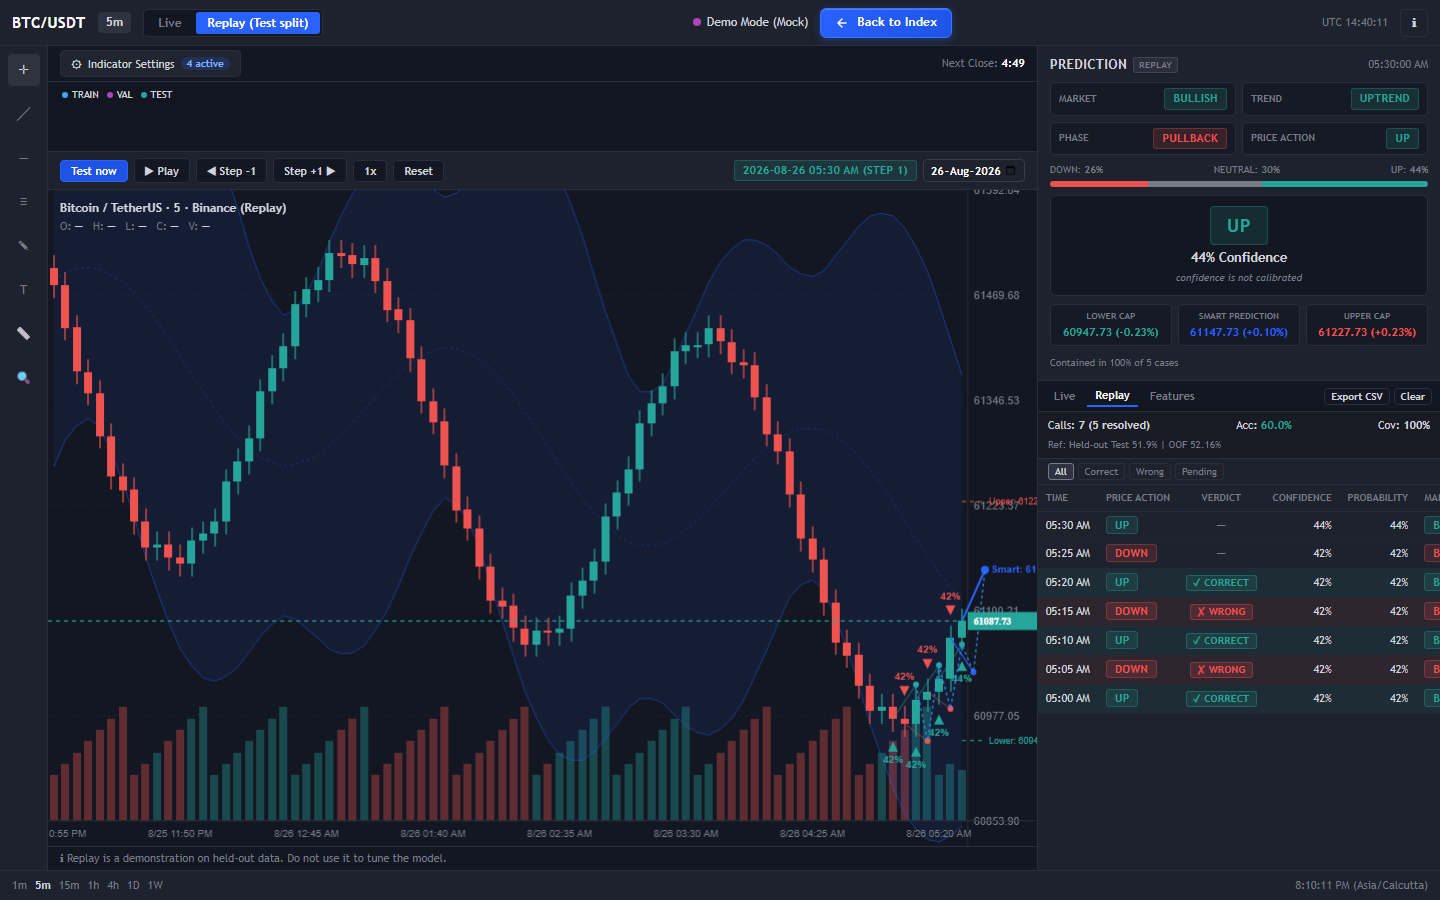 BTC/USDT 5m Live Replay (Test split) Demo Mode (Mock) ← Back to Index UTC 14:40:11 i
Indicator Settings 4 active Next Close: 4:49
TRAIN VAL TEST
Test now ▶ Play ◀ Step -1 Step +1 ▶ 1x Reset 2026-08-26 05:30 AM (STEP 1) 26-Aug-2026
Bitcoin / TetherUS · 5 · Binance (Replay)
O: — H: — L: — C: — V: —
61592.84
61469.68
61346.53
61223.37
61100.21
61087.73
60977.05
60853.90
Smart: 61
Lower: 6094
42%
42%
42%
44%
42%
42%
42%
0:55 PM 8/25 11:50 PM 8/26 12:45 AM 8/26 01:40 AM 8/26 02:35 AM 8/26 03:30 AM 8/26 04:25 AM 8/26 05:20 AM
i Replay is a demonstration on held-out data. Do not use it to tune the model.
PREDICTION REPLAY 05:30:00 AM
MARKET BULLISH TREND UPTREND
PHASE PULLBACK PRICE ACTION UP
DOWN: 26% NEUTRAL: 30% UP: 44%
UP
44% Confidence
confidence is not calibrated
LOWER CAP SMART PREDICTION UPPER CAP
60947.73 (-0.23%) 61147.73 (+0.10%) 61227.73 (+0.23%)
Contained in 100% of 5 cases
Live Replay Features Export CSV Clear
Calls: 7 (5 resolved) Acc: 60.0% Cov: 100%
Ref: Held-out Test 51.9% | OOF 52.16%
All Correct Wrong Pending
TIME PRICE ACTION VERDICT CONFIDENCE PROBABILITY MA
05:30 AM UP — 44% 44% B
05:25 AM DOWN — 42% 42% B
05:20 AM UP ✓ CORRECT 42% 42% B
05:15 AM DOWN ✗ WRONG 42% 42% B
05:10 AM UP ✓ CORRECT 42% 42% B
05:05 AM DOWN ✗ WRONG 42% 42% B
05:00 AM UP ✓ CORRECT 42% 42% B
1m 5m 15m 1h 4h 1D 1W 8:10:11 PM (Asia/Calcutta)